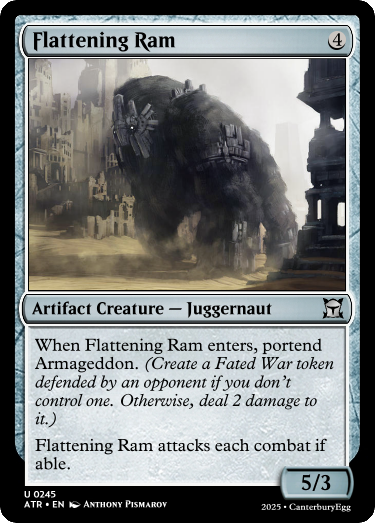 Flattening Ram 4
Artifact Creature — Juggernaut
When Flattening Ram enters, portend
Armageddon. (Create a Fated War token
defended by an opponent if you don't
control one. Otherwise, deal 2 damage to
it.)
Flattening Ram attacks each combat if
able.
5/3
U 0245
ATR • EN Anthony Pismarov
2025 • CanterburyEgg